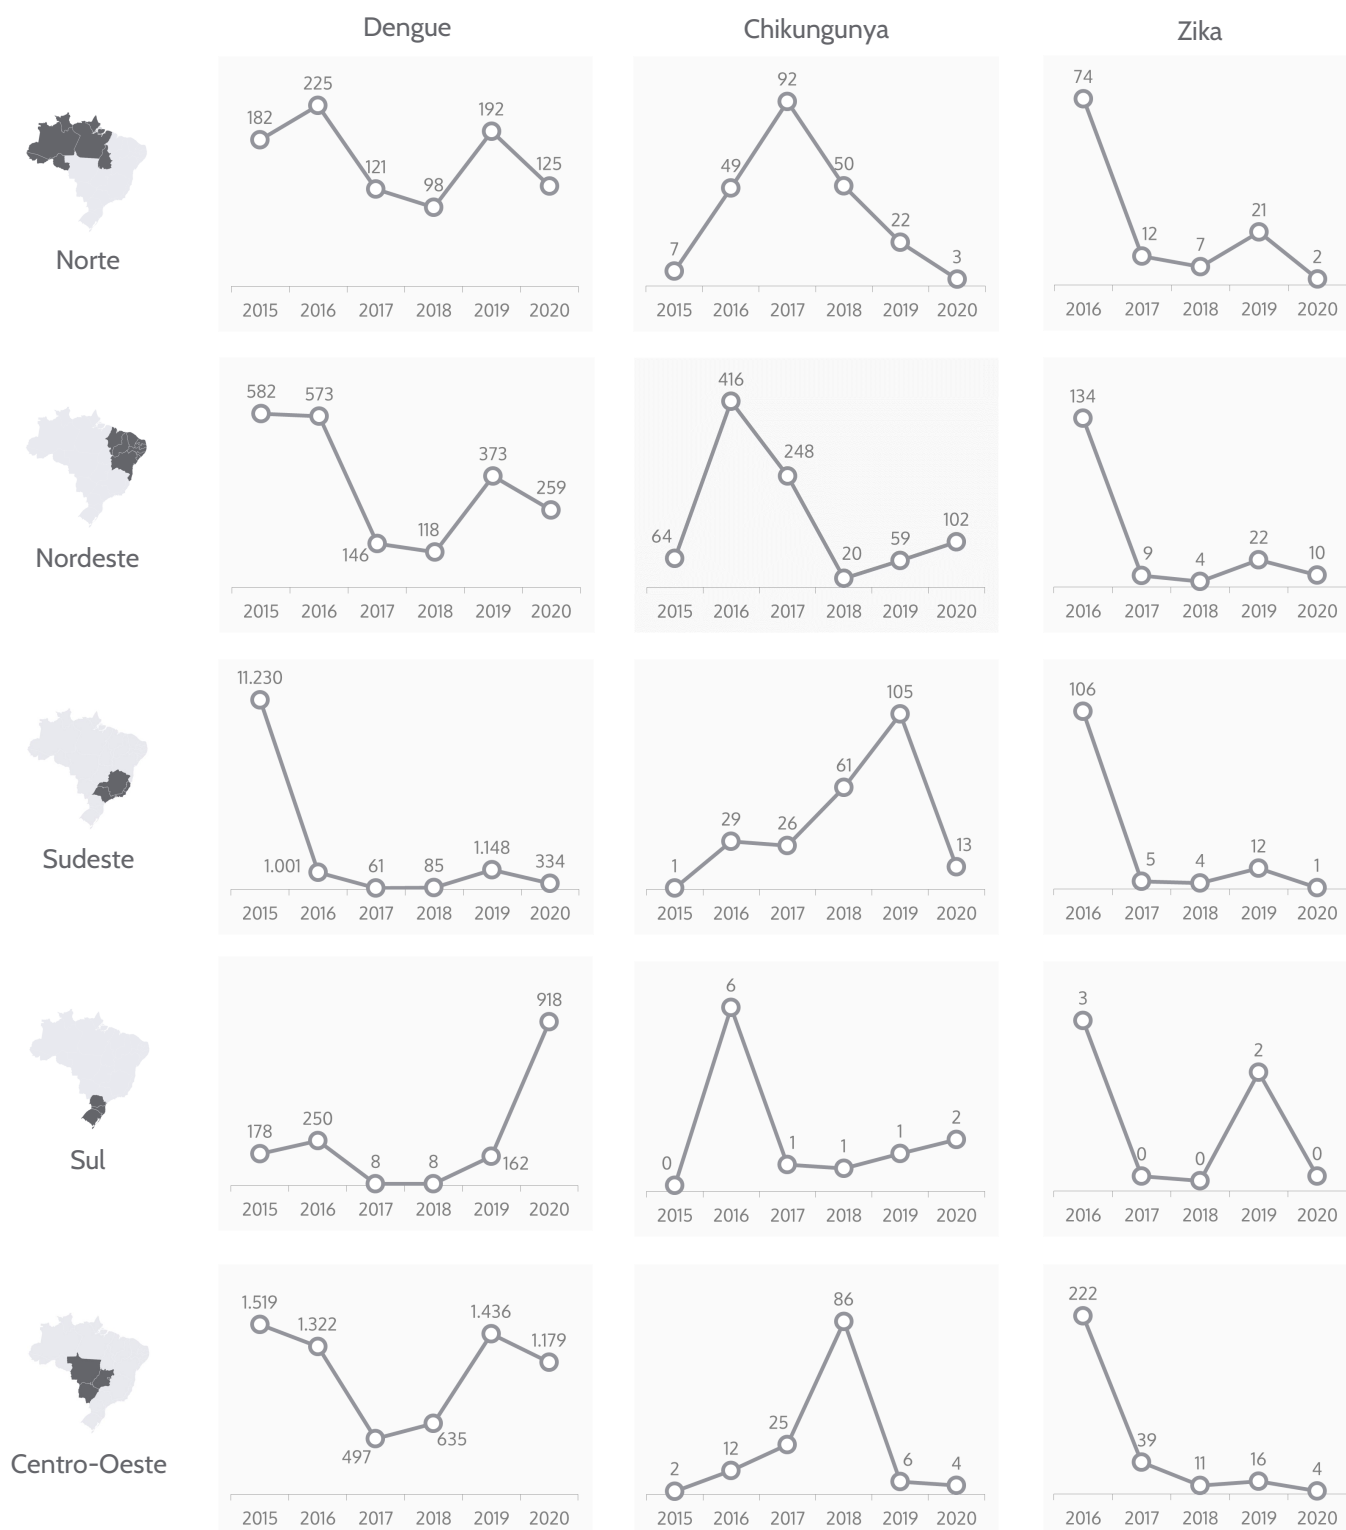 Dengue Chikungunya Zika
182 225 121 98 192 125
7 49 92 50 22 3
74 12 7 21 2
Norte
2015 2016 2017 2018 2019 2020
2015 2016 2017 2018 2019 2020
2016 2017 2018 2019 2020
582 573 146 118 373 259
64 416 248 20 59 102
134 9 4 22 10
Nordeste
2015 2016 2017 2018 2019 2020
2015 2016 2017 2018 2019 2020
2016 2017 2018 2019 2020
11.230 1.001 61 85 1.148 334
1 29 26 61 105 13
106 5 4 12 1
Sudeste
2015 2016 2017 2018 2019 2020
2015 2016 2017 2018 2019 2020
2016 2017 2018 2019 2020
178 250 8 8 162 918
0 6 1 1 1 2
3 0 0 2 0
Sul
2015 2016 2017 2018 2019 2020
2015 2016 2017 2018 2019 2020
2016 2017 2018 2019 2020
1.519 1.322 497 635 1.436 1.179
2 12 25 86 6 4
222 39 11 16 4
Centro-Oeste
2015 2016 2017 2018 2019 2020
2015 2016 2017 2018 2019 2020
2016 2017 2018 2019 2020